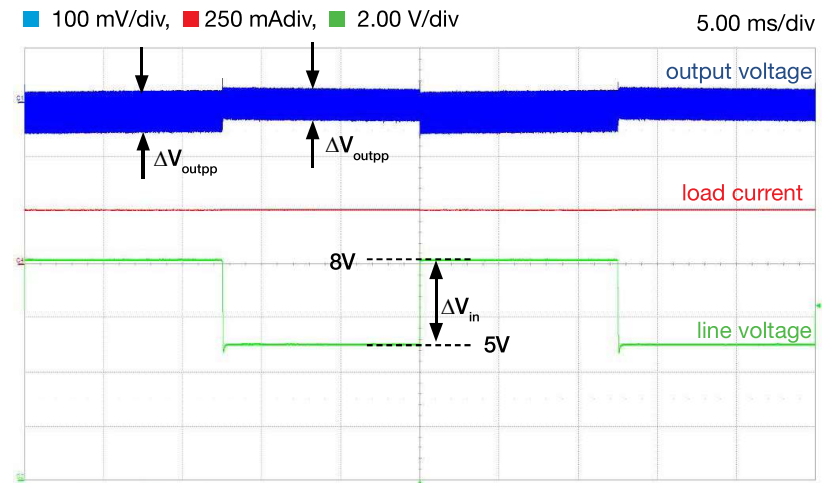 100 mV/div, 250 mAdiv, 2.00 V/div 5.00 ms/div
output voltage
ΔVoutpp ΔVoutpp
load current
8V
ΔVin
line voltage
5V